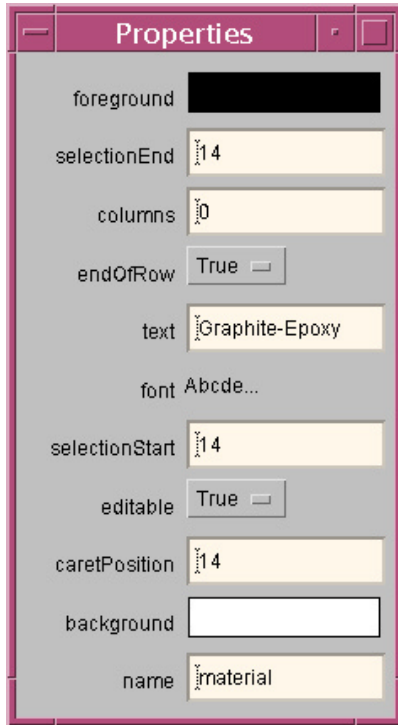 Properties
foreground
selectionEnd 14
columns 0
endOfRow True
text Graphite-Epoxy
font Abcde...
selectionStart 14
editable True
caretPosition 14
background
name material